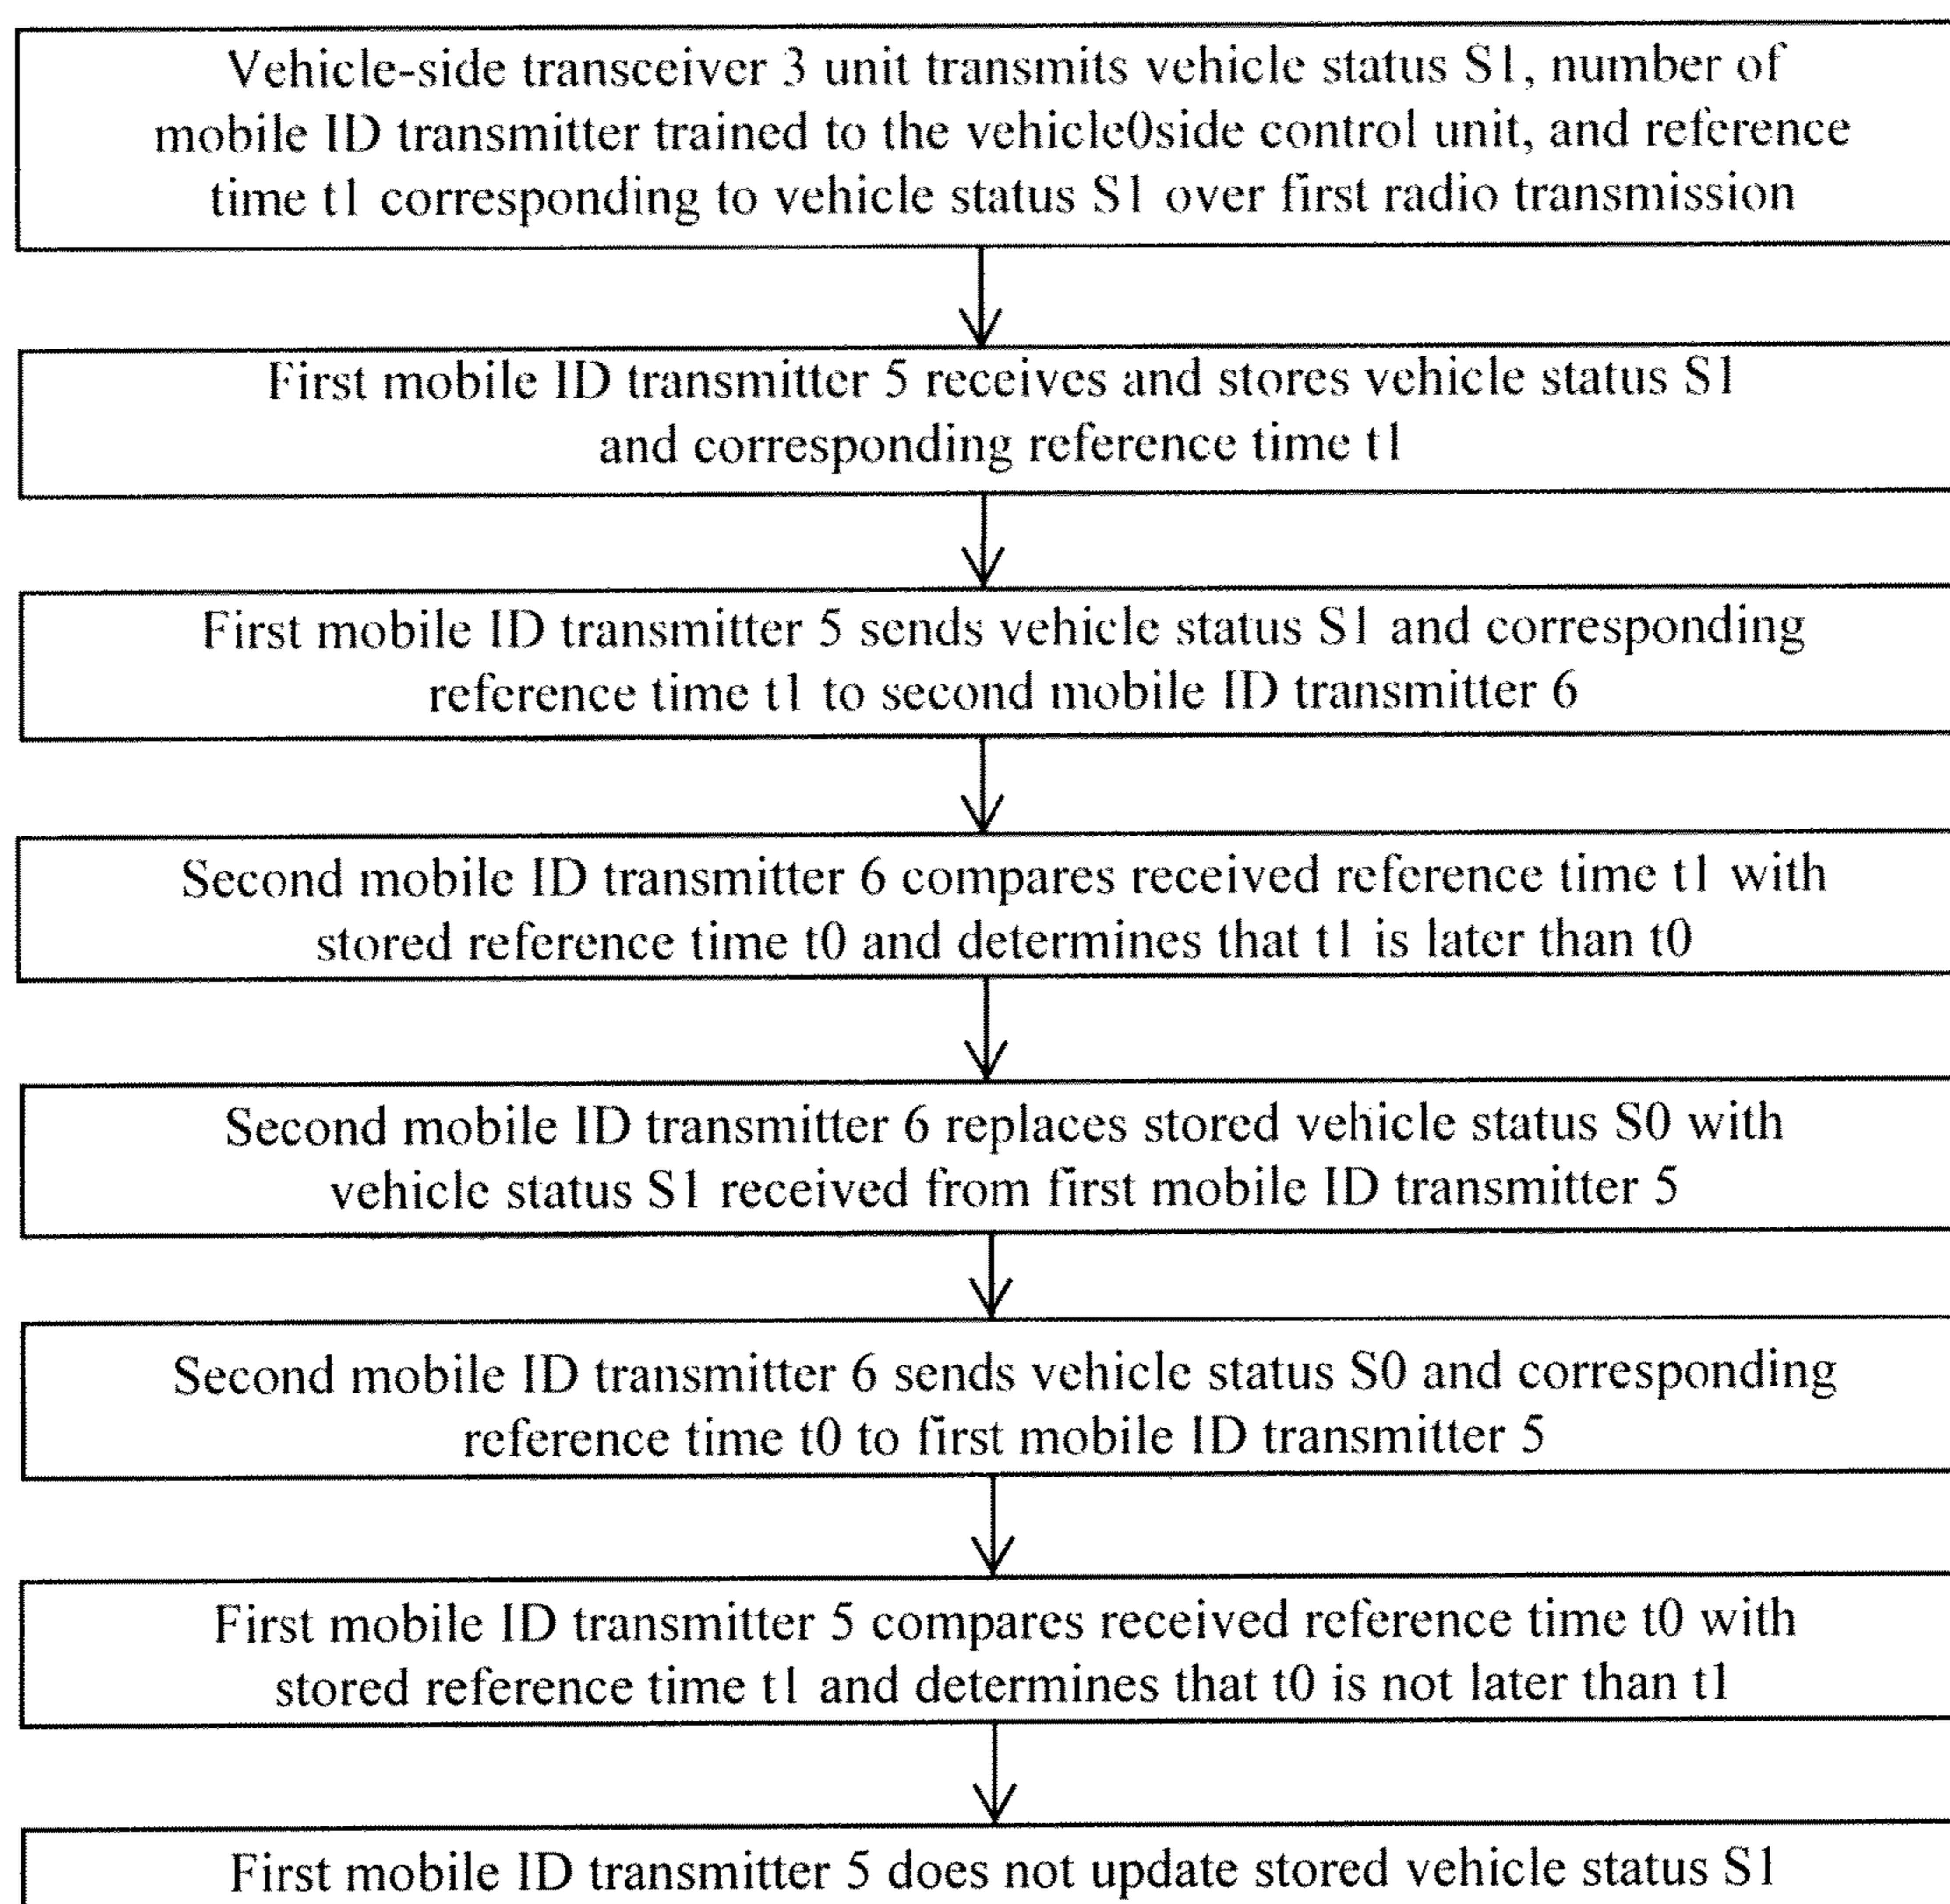 Vehicle-side transceiver 3 unit transmits vehicle status S1, number of
mobile ID transmitter trained to the vehicle0side control unit, and reference
time t1 corresponding to vehicle status S1 over first radio transmission
First mobile ID transmitter 5 receives and stores vehicle status S1
and corresponding reference time t1
First mobile ID transmitter 5 sends vehicle status S1 and corresponding
reference time t1 to second mobile ID transmitter 6
Second mobile ID transmitter 6 compares received reference time t1 with
stored reference time t0 and determines that t1 is later than t0
Second mobile ID transmitter 6 replaces stored vehicle status S0 with
vehicle status S1 received from first mobile ID transmitter 5
Second mobile ID transmitter 6 sends vehicle status S0 and corresponding
reference time t0 to first mobile ID transmitter 5
First mobile ID transmitter 5 compares received reference time t0 with
stored reference time t1 and determines that t0 is not later than t1
First mobile ID transmitter 5 does not update stored vehicle status S1